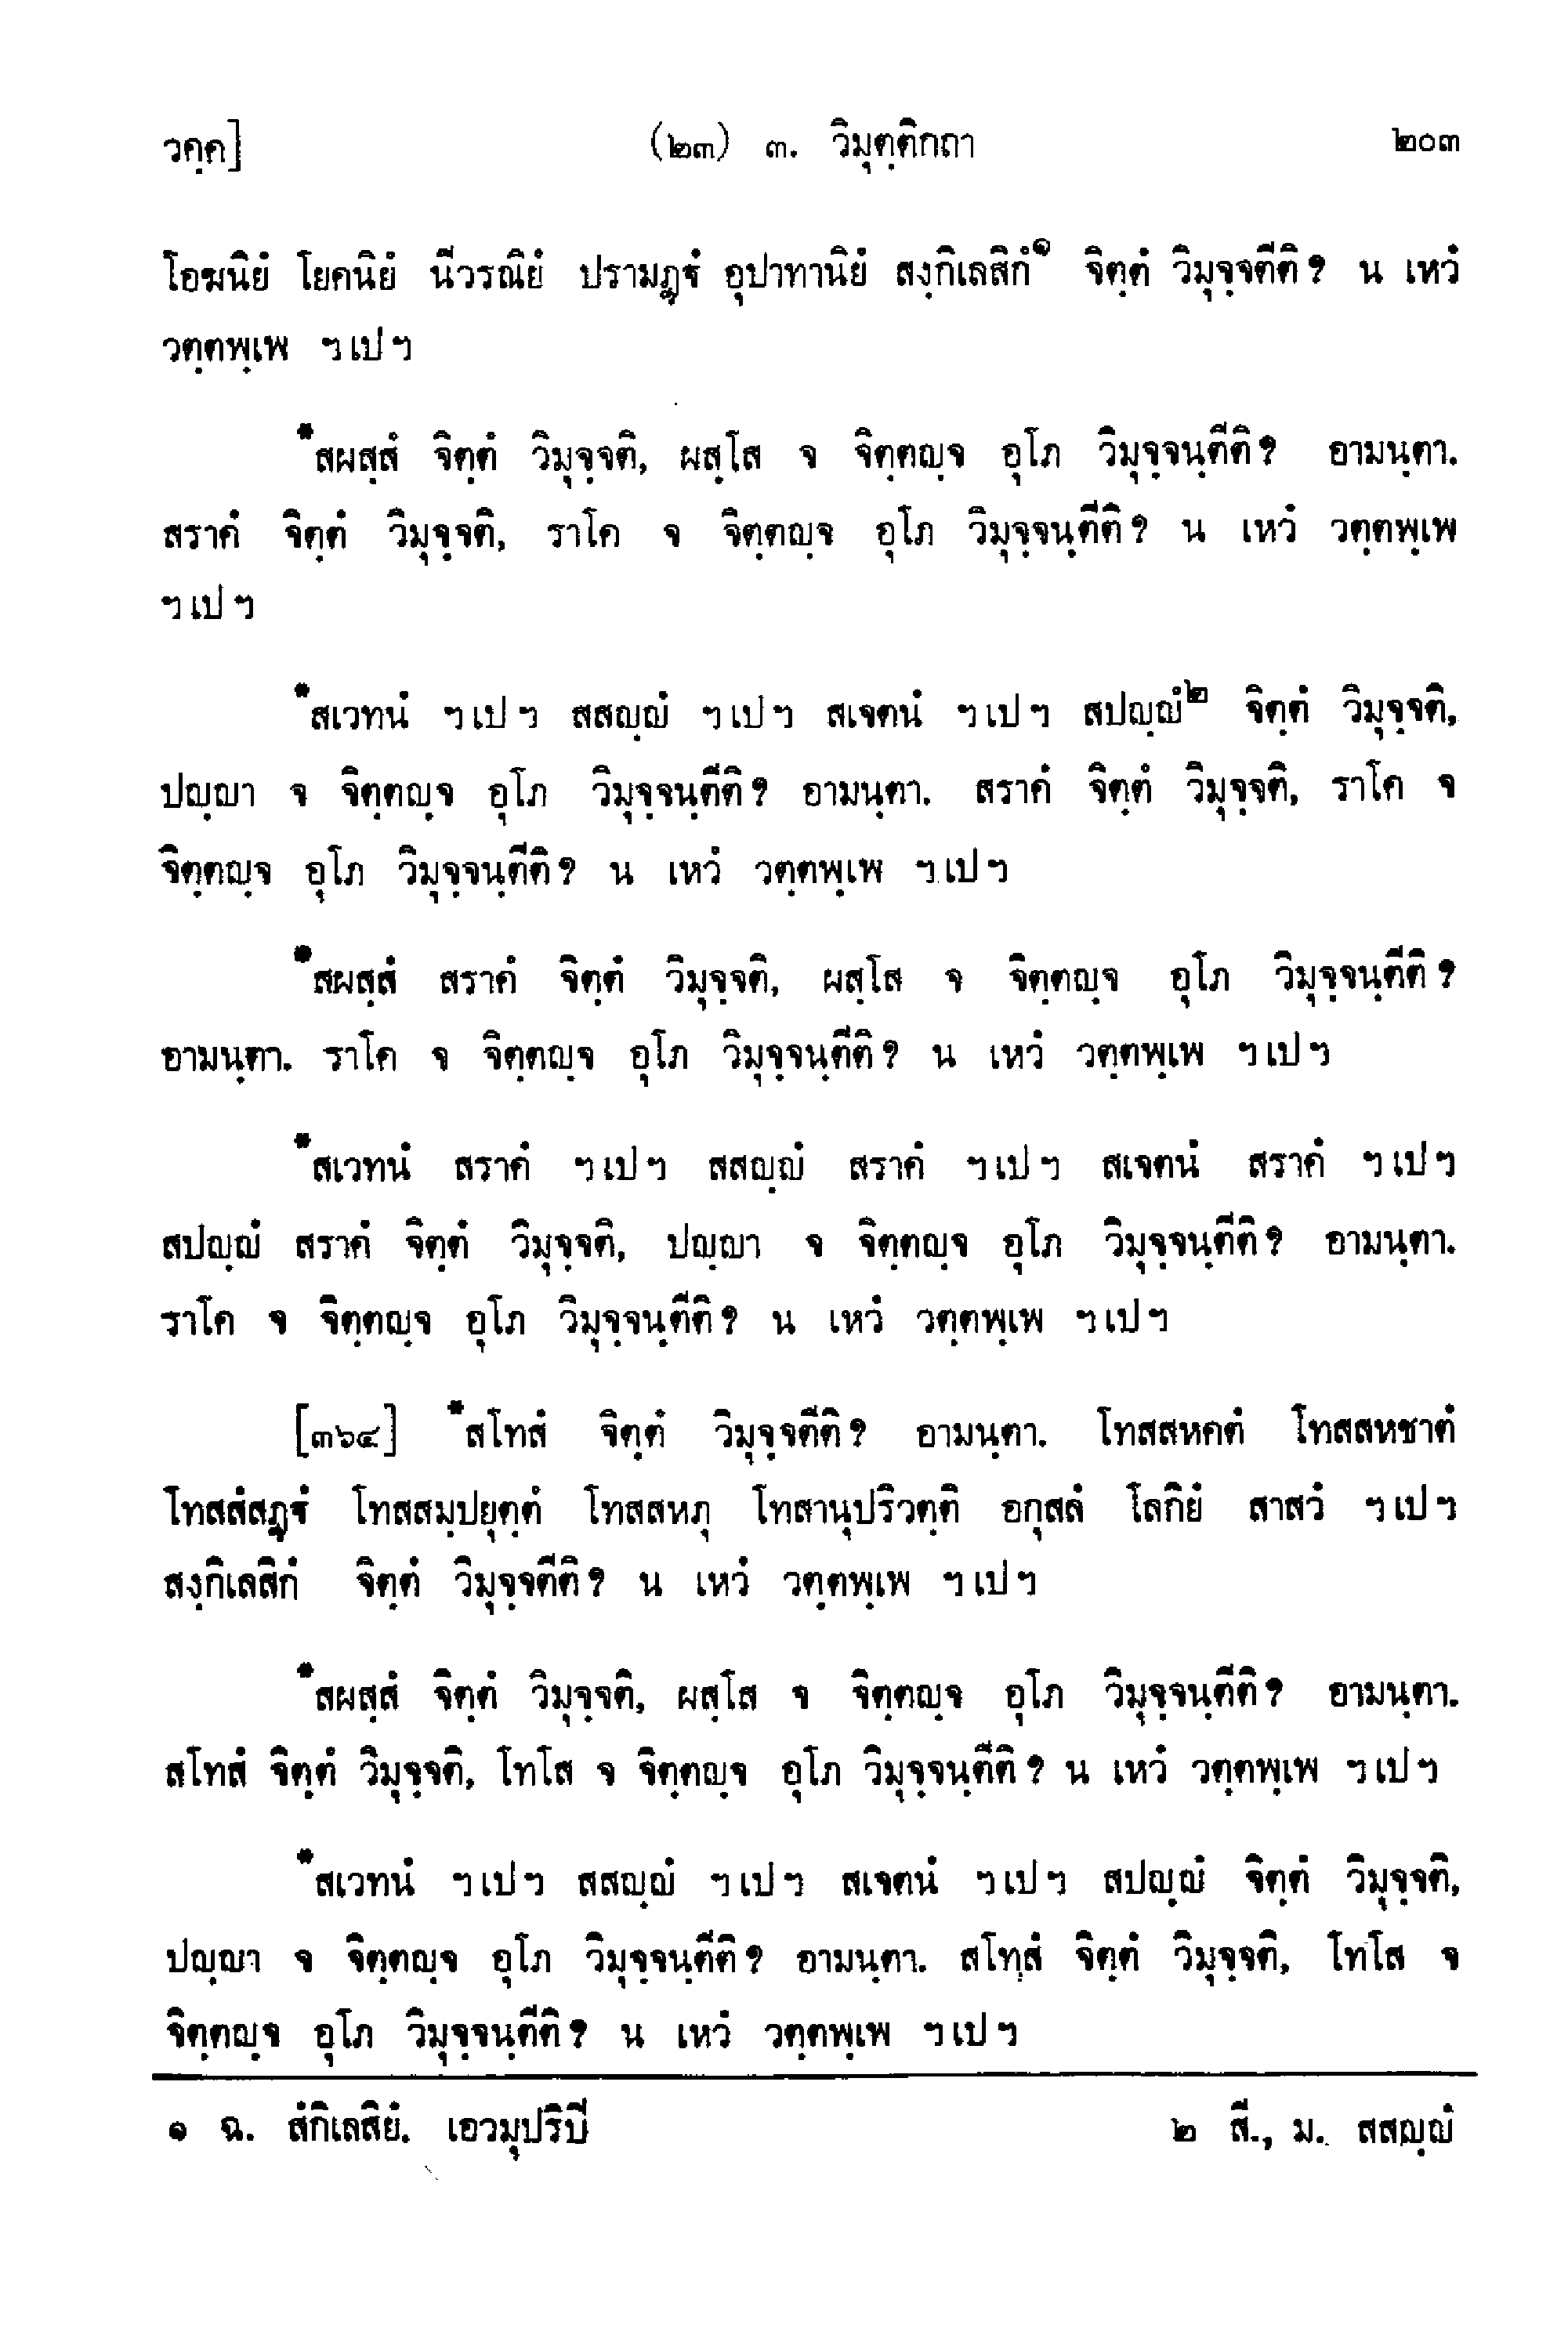 วคฺค]
(๒๓) ๓. วิมุตฺติกถา
๒๐๓
โอฆนิยํ โยคนิยํ นีวรณิยํ ปรามฏฺฐํ อุปาทานิยํ สงฺกิเลสิกํ๑ จิตฺตํ วิมุจฺจตีติ? น เหวํ
วตฺตพฺเพ ฯเปฯ
*สผสฺสํ จิตฺตํ วิมุจฺจติ, ผสฺโส จ จิตฺตญฺจ อุโภ วิมุจฺจนฺตีติ? อามนฺตา.
สราคํ จิตฺตํ วิมุจฺจติ, ราโค จ จิตฺตญฺจ อุโภ วิมุจฺจนฺตีติ? น เหวํ วตฺตพฺเพ
ฯเปฯ
*สเวทนํ ฯเปฯ สสญฺญํ ฯเปฯ สเจตนํ ฯเปฯ สปญฺญํ๒ จิตฺตํ วิมุจฺจติ,
ปญฺญา จ จิตฺตญฺจ อุโภ วิมุจฺจนฺตีติ? อามนฺตา. สราคํ จิตฺตํ วิมุจฺจติ, ราโค จ
จิตฺตญฺจ อุโภ วิมุจฺจนฺตีติ? น เหวํ วตฺตพฺเพ ฯเปฯ
*สผสฺสํ สราคํ จิตฺตํ วิมุจฺจติ, ผสฺโส จ จิตฺตญฺจ อุโภ วิมุจฺจนฺตีติ?
อามนฺตา. ราโค จ จิตฺตญฺจ อุโภ วิมุจฺจนฺตีติ? น เหวํ วตฺตพฺเพ ฯเปฯ
*สเวทนํ สราคํ ฯเปฯ สสญฺญํ สราคํ ฯเปฯ สเจตนํ สราคํ ฯเปฯ
สปญฺญํ สราคํ จิตฺตํ วิมุจฺจติ, ปญฺญา จ จิตฺตญฺจ อุโภ วิมุจฺจนฺตีติ? อามนฺตา.
ราโค จ จิตฺตญฺจ อุโภ วิมุจฺจนฺตีติ? น เหวํ วตฺตพฺเพ ฯเปฯ
[๓๖๔] *สโทสํ จิตฺตํ วิมุจฺจตีติ? อามนฺตา. โทสสหคตํ โทสสหชาตํ
โทสสํสฏฺฐํ โทสสมฺปยุตฺตํ โทสสหภุ โทสานุปริวตฺติ อกุสลํ โลกิยํ สาสวํ ฯเปฯ
สงฺกิเลสิกํ จิตฺตํ วิมุจฺจตีติ? น เหวํ วตฺตพฺเพ ฯเปฯ
*สผสฺสํ จิตฺตํ วิมุจฺจติ, ผสฺโส จ จิตฺตญฺจ อุโภ วิมุจฺจนฺตีติ? อามนฺตา.
สโทสํ จิตฺตํ วิมุจฺจติ, โทโส จ จิตฺตญฺจ อุโภ วิมุจฺจนฺตีติ? น เหวํ วตฺตพฺเพ ฯเปฯ
*สเวทนํ ฯเปฯ สสญฺญํ ฯเปฯ สเจตนํ ฯเปฯ สปญฺญํ จิตฺตํ วิมุจฺจติ,
ปญฺญา จ จิตฺตญฺจ อุโภ วิมุจฺจนฺตีติ? อามนฺตา. สโทสํ จิตฺตํ วิมุจฺจติ, โทโส จ
จิตฺตญฺจ อุโภ วิมุจฺจนฺตีติ? น เหวํ วตฺตพฺเพ ฯเปฯ
๑ ฉ. สํกิเลสิยํ. เอวมุปริปี
๒ สี., ม. สสญฺญํ